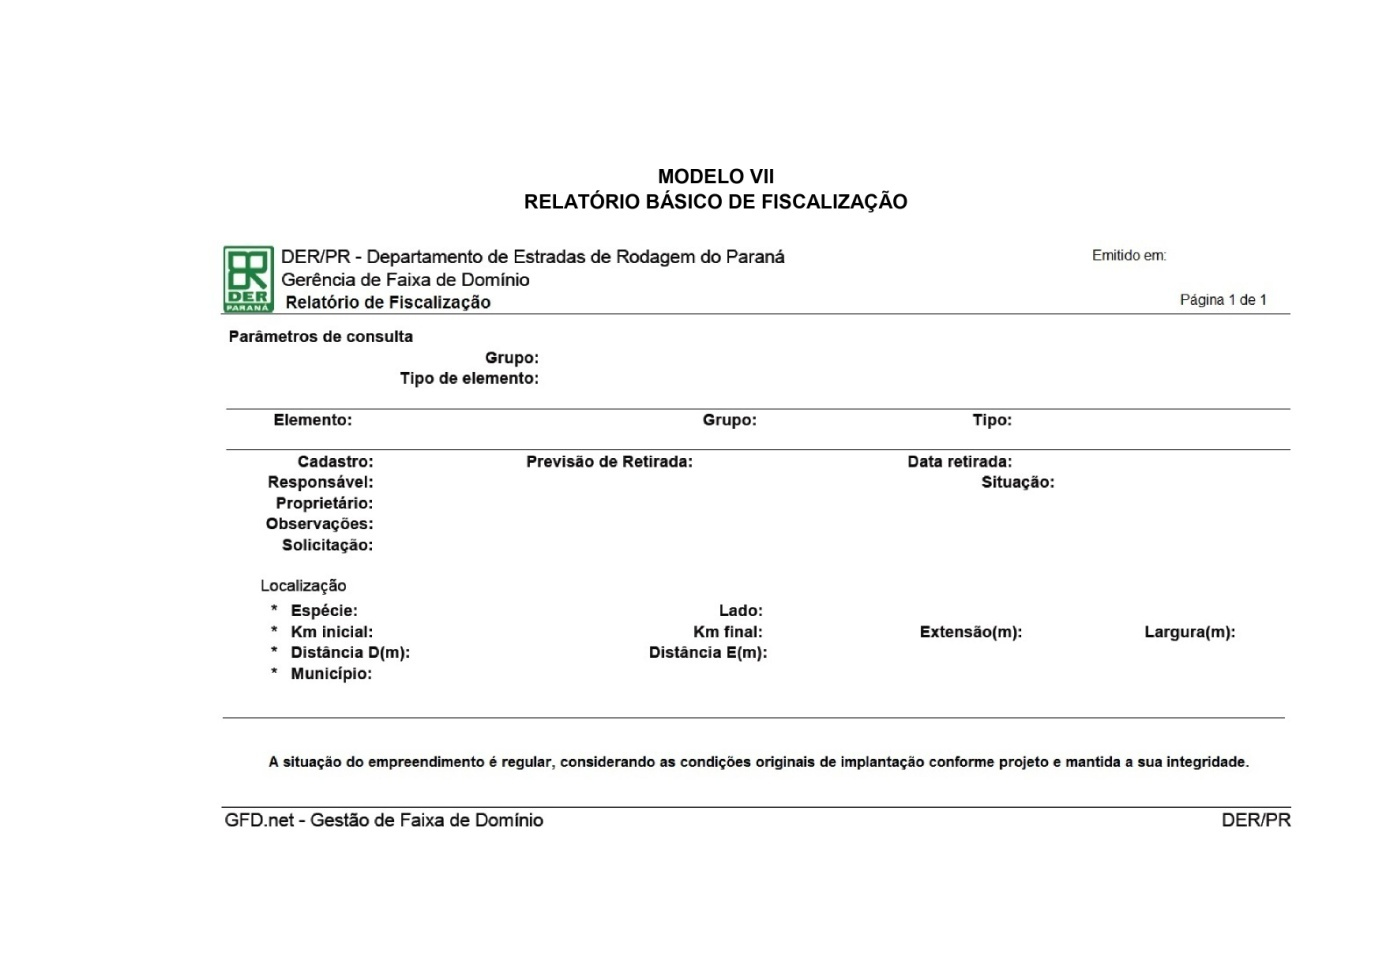 MODELO VII
RELATÓRIO BÁSICO DE FISCALIZAÇÃO
DER/PR - Departamento de Estradas de Rodagem do Paraná Emitido em:
Gerência de Faixa de Domínio
DER
PARANÁ
Relatório de Fiscalização Página 1 de 1
Parâmetros de consulta
Grupo:
Tipo de elemento:
Elemento: Grupo: Tipo:
Cadastro: Previsão de Retirada: Data retirada:
Responsável: Situação:
Proprietário:
Observações:
Solicitação:
Localização
* Espécie: Lado:
* Km inicial: Km final: Extensão(m): Largura(m):
* Distância D(m): Distância E(m):
* Município:
A situação do empreendimento é regular, considerando as condições originais de implantação conforme projeto e mantida a sua integridade.
GFD.net - Gestão de Faixa de Domínio DER/PR